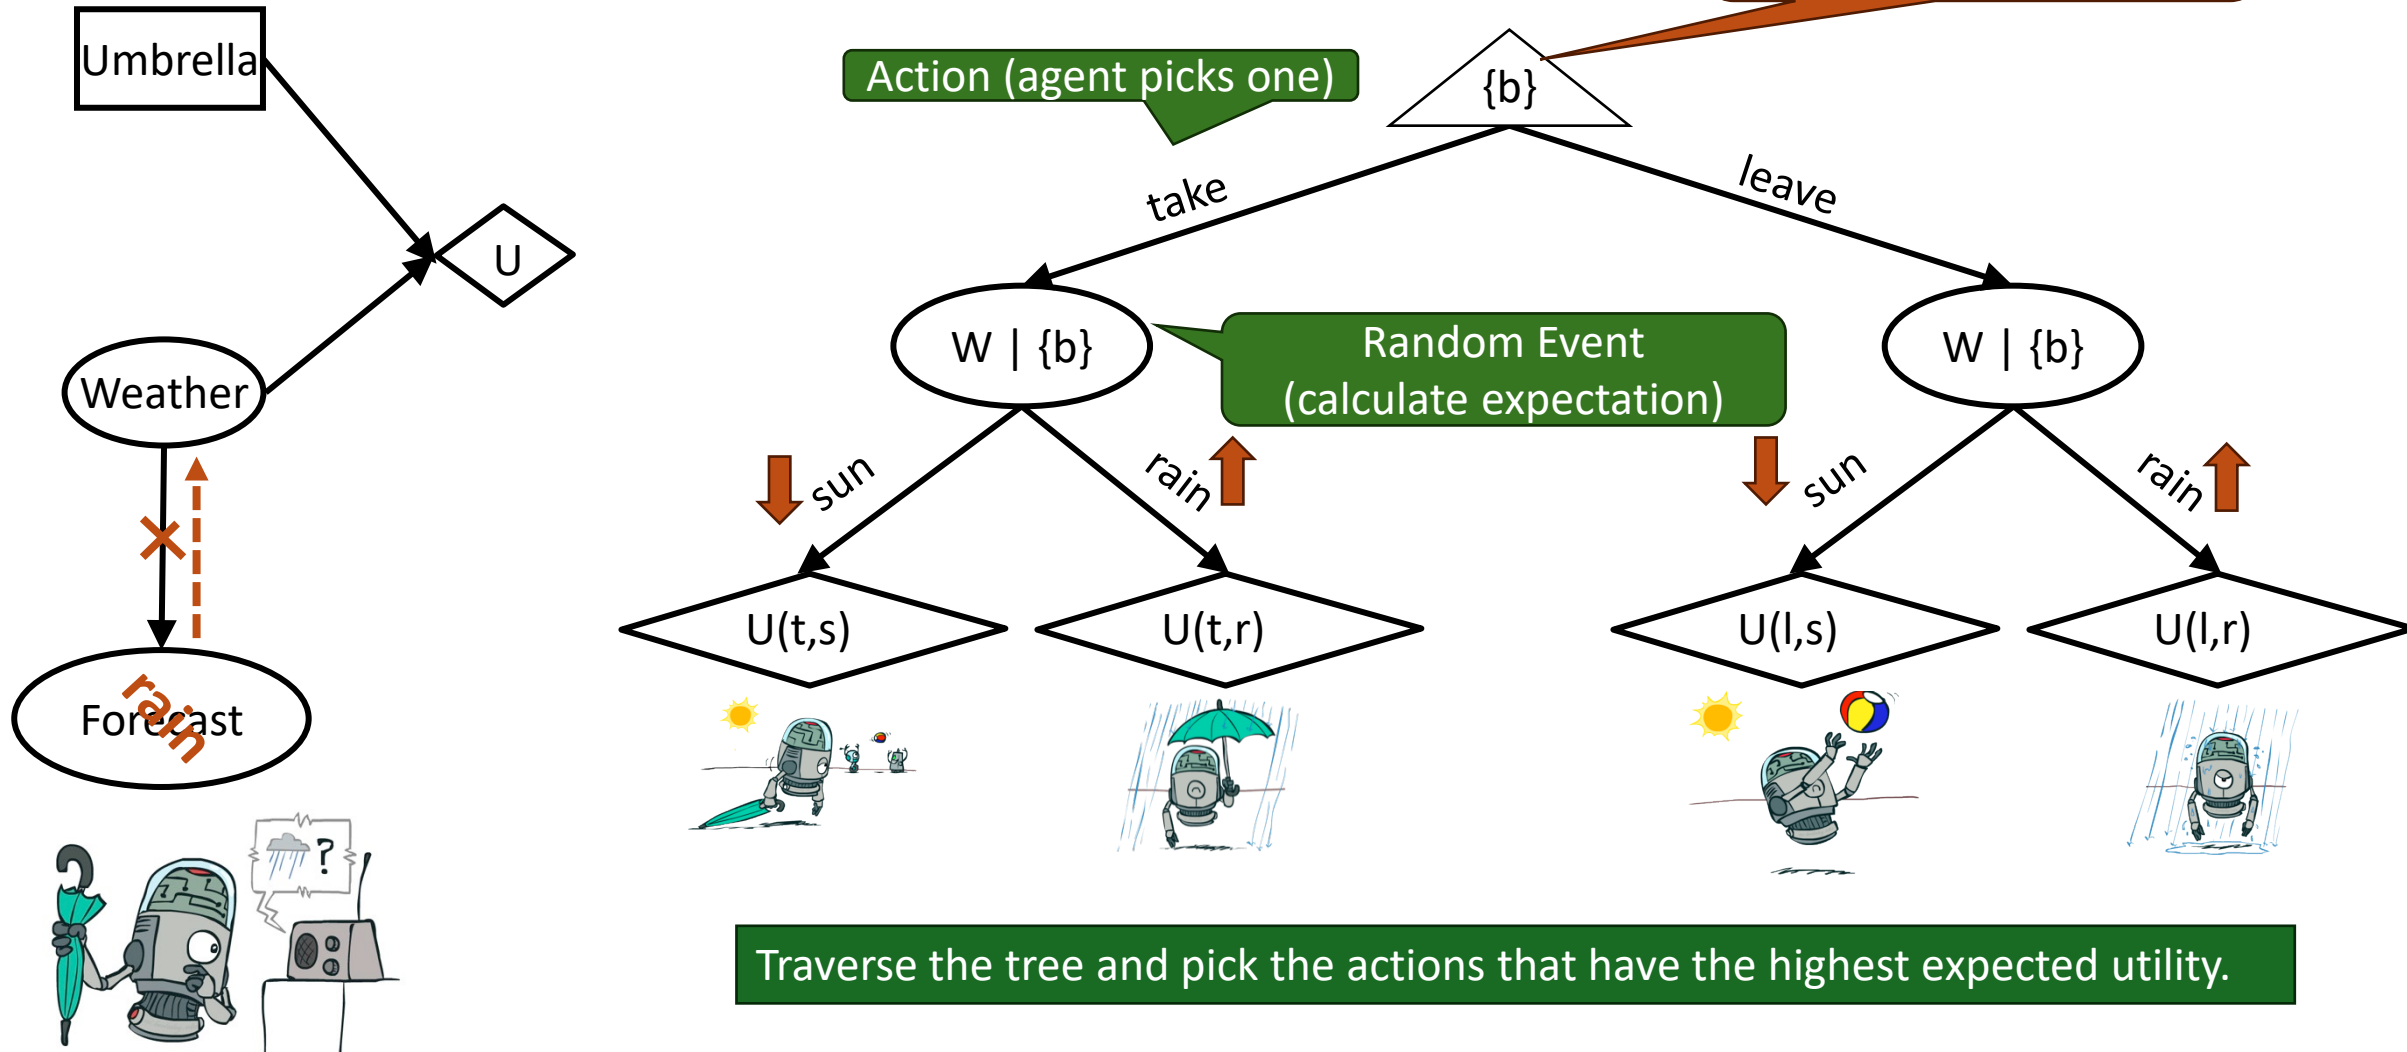 Umbrella
U
Weather
Forecast
rain
?
Action (agent picks one)
{b}
take
leave
W | {b}
Random Event
(calculate expectation)
W | {b}
sun
rain
sun
rain
U(t,s)
U(t,r)
U(l,s)
U(l,r)
Traverse the tree and pick the actions that have the highest expected utility.